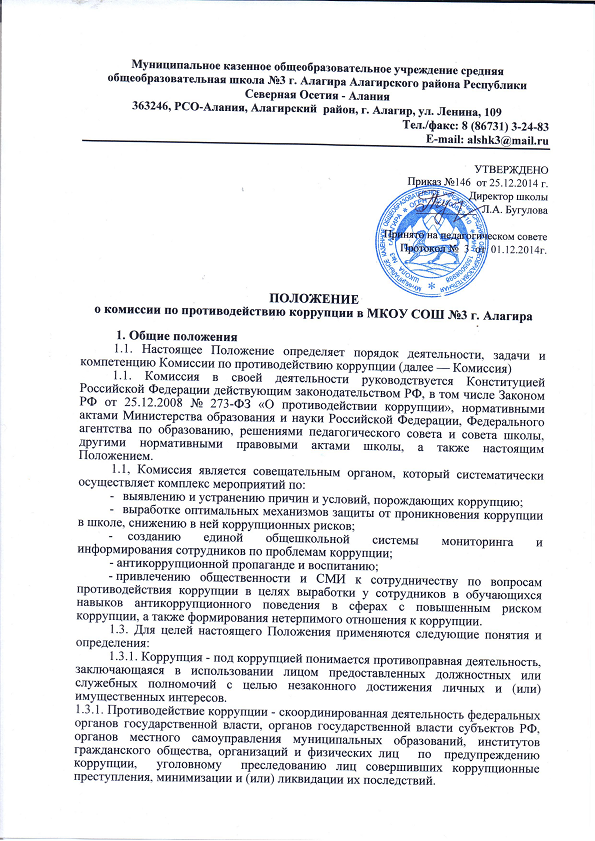 Муниципальное казенное общеобразовательное учреждение средняя
общеобразовательная школа №3 г. Алагира Алагирского района Республики
Северная Осетия - Алания
363246, РСО-Алания, Алагирский район, г. Алагир, ул. Ленина, 109
Тел./факс: 8 (86731) 3-24-83
E-mail: alshk3@mail.ru
УТВЕРЖДЕНО
Приказ №146 от 25.12.2014 г.
Директор школы
Л.А. Бугулова
Принято на педагогическом совете
Протокол № 3 от 01.12.2014г.
ПОЛОЖЕНИЕ
о комиссии по противодействию коррупции в МКОУ СОШ №3 г. Алагира
1. Общие положения
1.1. Настоящее Положение определяет порядок деятельности, задачи и
компетенцию Комиссии по противодействию коррупции (далее — Комиссия)
1.1. Комиссия в своей деятельности руководствуется Конституцией
Российской Федерации действующим законодательством РФ, в том числе Законом
РФ от 25.12.2008 № 273-ФЗ «О противодействии коррупции», нормативными
актами Министерства образования и науки Российской Федерации, Федерального
агентства по образованию, решениями педагогического совета и совета школы,
другими нормативными правовыми актами школы, а также настоящим
Положением.
1.1, Комиссия является совещательным органом, который систематически
осуществляет комплекс мероприятий по:
- выявлению и устранению причин и условий, порождающих коррупцию;
- выработке оптимальных механизмов защиты от проникновения коррупции
в школе, снижению в ней коррупционных рисков;
- созданию единой общешкольной системы мониторинга и
информирования сотрудников по проблемам коррупции;
- антикоррупционной пропаганде и воспитанию;
- привлечению общественности и СМИ к сотрудничеству по вопросам
противодействия коррупции в целях выработки у сотрудников в обучающихся
навыков антикоррупционного поведения в сферах с повышенным риском
коррупции, а также формирования нетерпимого отношения к коррупции.
1.3. Для целей настоящего Положения применяются следующие понятия и
определения:
1.3.1. Коррупция - под коррупцией понимается противоправная деятельность,
заключающаяся в использовании лицом предоставленных должностных или
служебных полномочий с целью незаконного достижения личных и (или)
имущественных интересов.
1.3.1. Противодействие коррупции - скоординированная деятельность федеральных
органов государственной власти, органов государственной власти субъектов РФ,
органов местного самоуправления муниципальных образований, институтов
гражданского общества, организаций и физических лиц по предупреждению
коррупции, уголовному преследованию лиц совершивших коррупционные
преступления, минимизации и (или) ликвидации их последствий.